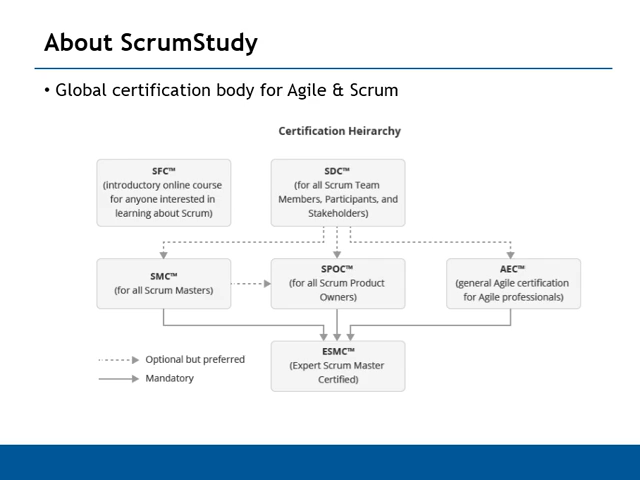 About ScrumStudy
• Global certification body for Agile & Scrum
Certification Heirarchy
SFC™
(introductory online course
for anyone interested in
learning about Scrum)
SDC™
(for all Scrum Team
Members, Participants, and
Stakeholders)
SMC™
(for all Scrum Masters)
SPOC™
(for all Scrum Product
Owners)
AEC™
(general Agile certification
for Agile professionals)
ESMC™
(Expert Scrum Master
Certified)
Optional but preferred
Mandatory